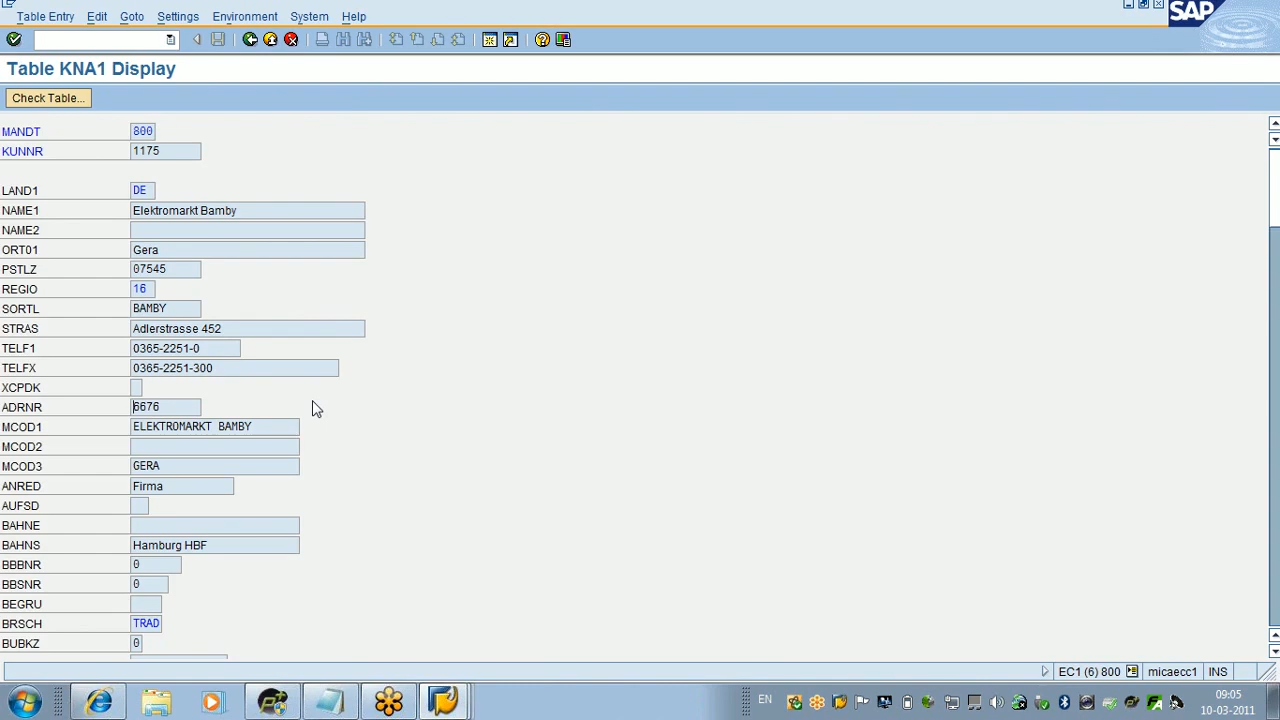 Table Entry Edit Goto Settings Environment System Help
SAP
Table KNA1 Display
Check Table...
MANDT 800
KUNNR 1175
LAND1 DE
NAME1 Elektromarkt Bamby
NAME2
ORT01 Gera
PSTLZ 07545
REGIO 16
SORTL BAMBY
STRAS Adlerstrasse 452
TELF1 0365-2251-0
TELFX 0365-2251-300
XCPDK
ADRNR 6676
MCOD1 ELEKTROMARKT BAMBY
MCOD2
MCOD3 GERA
ANRED Firma
AUFSD
BAHNE
BAHNS Hamburg HBF
BBBNR 0
BBSNR 0
BEGRU
BRSCH TRAD
BUBKZ 0
EC1 (6) 800 micaecc1 INS
EN 09:05
10-03-2011